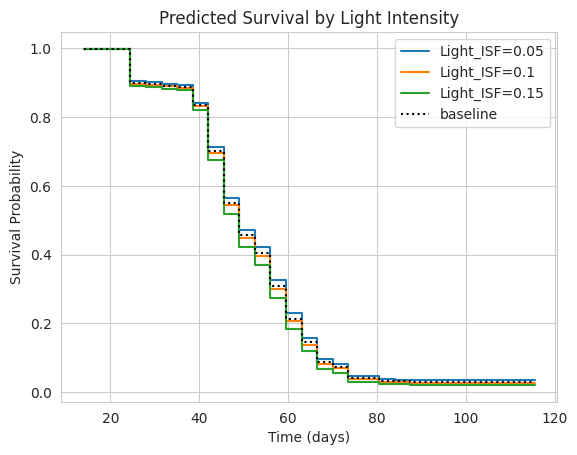 Predicted Survival by Light Intensity
Light_ISF=0.05
Light_ISF=0.1
Light_ISF=0.15
baseline
Survival Probability
1.0
0.8
0.6
0.4
0.2
0.0
20 40 60 80 100 120
Time (days)